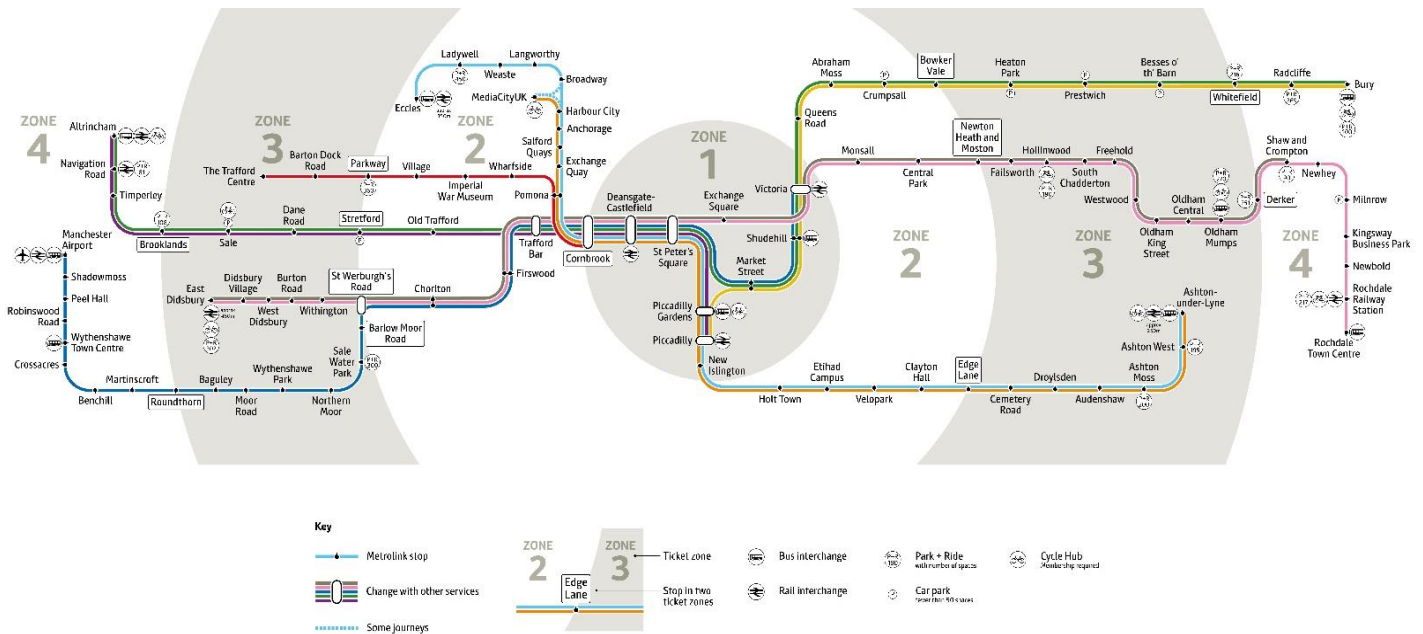 Ladywell
Langworthy
Weaste
Broadway
Eccles
MediaCityUK
Harbour City
Anchorage
Salford
Quays
Exchange
Quay
Pomona
ZONE
4
ZONE
3
ZONE
2
ZONE
1
ZONE
2
ZONE
3
ZONE
4
Altrincham
Navigation
Road
Timperley
Brooklands
Sale
Dane
Road
Stretford
Old Trafford
The Trafford
Centre
Barton Dock
Road
Parkway
Village
Imperial
War Museum
Wharfside
Trafford
Bar
Cornbrook
Deansgate-
Castlefield
St Peter's
Square
Exchange
Square
Victoria
Shudehill
Market
Street
Piccadilly
Gardens
Piccadilly
New
Islington
Manchester
Airport
Shadowmoss
Peel Hall
Robinswood
Road
Wythenshawe
Town Centre
Crossacres
Benchill
Martinscroft
Roundthorn
Baguley
Moor
Road
Wythenshawe
Park
Northern
Moor
Sale
Water
Park
Barlow Moor
Road
St Werburgh's
Road
East
Didsbury
Didsbury
Village
West
Didsbury
Burton
Road
Withington
Chorlton
Firswood
Queens
Road
Abraham
Moss
Crumpsall
Bowker
Vale
Heaton
Park
Prestwich
Besses o'
th' Barn
Whitefield
Radcliffe
Bury
Monsall
Central
Park
Newton
Heath and
Moston
Failsworth
Hollinwood
South
Chadderton
Freehold
Westwood
Oldham
King
Street
Oldham
Central
Oldham
Mumps
Derker
Shaw and
Crompton
Newhey
Milnrow
Kingsway
Business Park
Newbold
Rochdale
Railway
Station
Rochdale
Town Centre
Holt Town
Etihad
Campus
Velopark
Clayton
Hall
Edge
Lane
Cemetery
Road
Droylsden
Audenshaw
Ashton
Moss
Ashton West
Ashton-
under-Lyne
Key
Metrolink stop
Change with other services
Some journeys
ZONE
2
ZONE
3
Edge
Lane
Ticket zone
Stop in two
ticket zones
Bus interchange
Rail interchange
Park + Ride
with number of spaces
Car park
Cycle Hub
Membership required